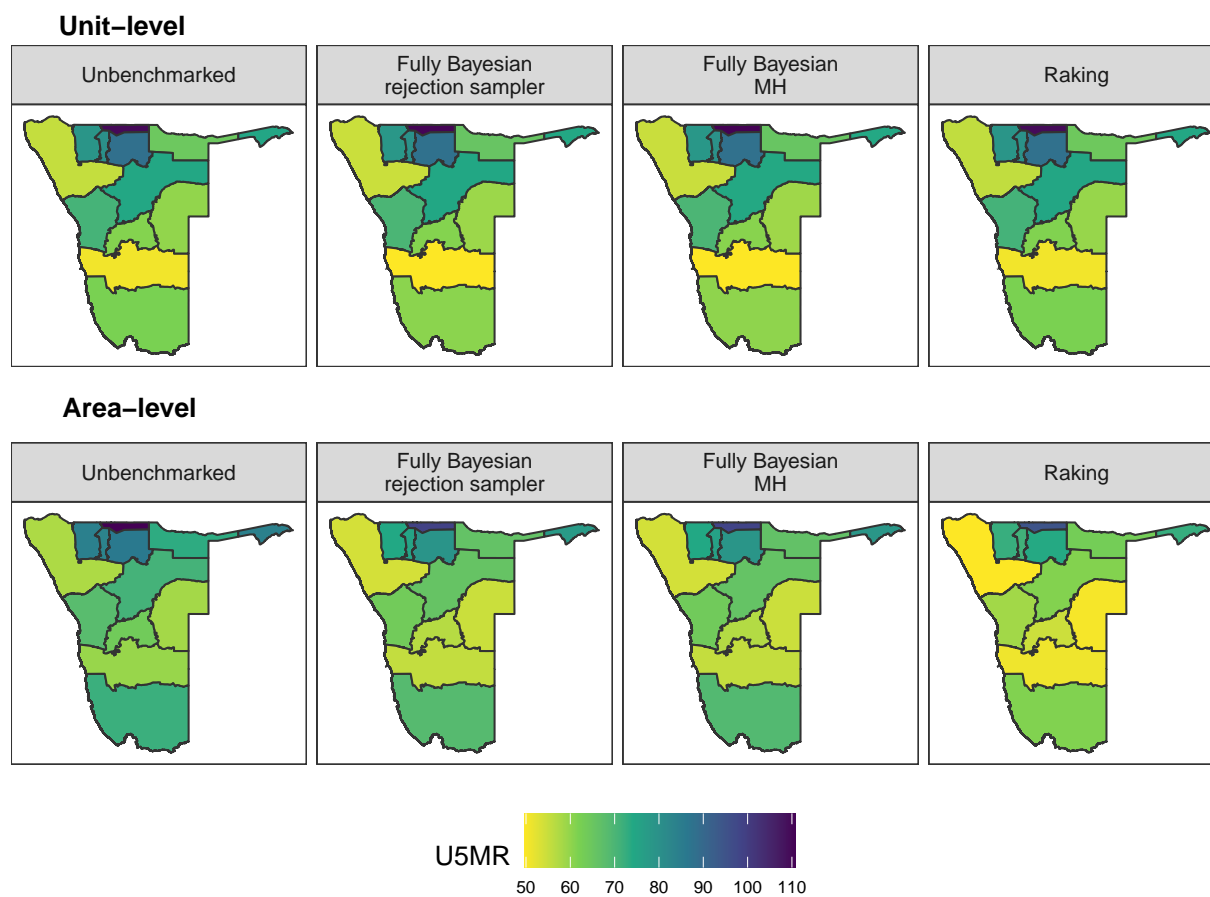 Unit−level
Unbenchmarked
Fully Bayesian
rejection sampler
Fully Bayesian
MH
Raking
Area−level
Unbenchmarked
Fully Bayesian
rejection sampler
Fully Bayesian
MH
Raking
U5MR
50 60 70 80 90 100 110